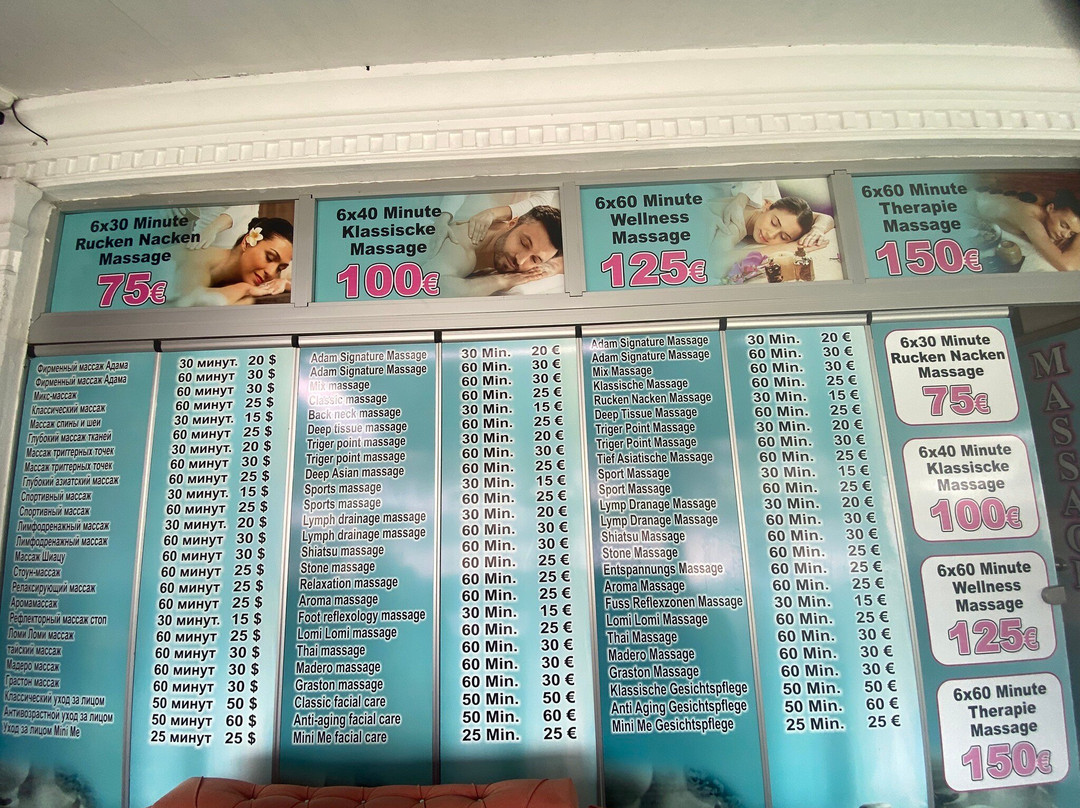 6x30 Minute
Rucken Nacken
Massage
75€
6x40 Minute
Klassiscke
Massage
100€
6x60 Minute
Wellness
Massage
125€
6x60 Minute
Therapie
Massage
150€
Фирменный массаж Адама 30 минут. 20 $
Фирменный массаж Адама 60 минут 30 $
Микс-массаж 60 минут 30 $
Классический массаж 60 минут 25 $
Массаж спины и шеи 30 минут. 15 $
Глубокий массаж тканей 60 минут 25 $
Массаж триггерных точек 30 минут. 20 $
Массаж триггерных точек 60 минут 30 $
Глубокий азиатский массаж 60 минут 25 $
Спортивный массаж 30 минут. 15 $
Спортивный массаж 60 минут 25 $
Лимфодренажный массаж 30 минут. 20 $
Лимфодренажный массаж 60 минут 30 $
Массаж Шиацу 60 минут 30 $
Стоун-массаж 60 минут 25 $
Релаксирующий массаж 60 минут 25 $
Аромамассаж 60 минут 25 $
Рефлекторный массаж стоп 30 минут. 15 $
Ломи Ломи массаж 60 минут 25 $
тайский массаж 60 минут 30 $
Мадеро массаж 60 минут 30 $
Грастон массаж 60 минут 30 $
Классический уход за лицом 50 минут 50 $
Антивозрастной уход за лицом 50 минут 60 $
Уход за лицом Mini Me 25 минут 25 $
Adam Signature Massage 30 Min. 20 €
Adam Signature Massage 60 Min. 30 €
Mix massage 60 Min. 30 €
Classic massage 60 Min. 25 €
Back neck massage 30 Min. 15 €
Deep tissue massage 60 Min. 25 €
Triger point massage 30 Min. 20 €
Triger point massage 60 Min. 30 €
Deep Asian massage 60 Min. 25 €
Sports massage 30 Min. 15 €
Sports massage 60 Min. 25 €
Lymph drainage massage 30 Min. 20 €
Lymph drainage massage 60 Min. 30 €
Shiatsu massage 60 Min. 30 €
Stone massage 60 Min. 25 €
Relaxation massage 60 Min. 25 €
Aroma massage 60 Min. 25 €
Foot reflexology massage 30 Min. 15 €
Lomi Lomi massage 60 Min. 25 €
Thai massage 60 Min. 30 €
Madero massage 60 Min. 30 €
Graston massage 60 Min. 30 €
Classic facial care 50 Min. 50 €
Anti-aging facial care 50 Min. 60 €
Mini Me facial care 25 Min. 25 €
Adam Signature Massage 30 Min. 20 €
Adam Signature Massage 60 Min. 30 €
Mix Massage 60 Min. 30 €
Klassische Massage 60 Min. 25 €
Rucken Nacken Massage 30 Min. 15 €
Deep Tissue Massage 60 Min. 25 €
Triger Point Massage 30 Min. 20 €
Triger Point Massage 60 Min. 30 €
Tief Asiatische Massage 60 Min. 25 €
Sport Massage 30 Min. 15 €
Sport Massage 60 Min. 25 €
Lymp Dranage Massage 30 Min. 20 €
Lymp Dranage Massage 60 Min. 30 €
Shiatsu Massage 60 Min. 30 €
Stone Massage 60 Min. 25 €
Entspannungs Massage 60 Min. 25 €
Aroma Massage 60 Min. 25 €
Fuss Reflexzonen Massage 30 Min. 15 €
Lomi Lomi Massage 60 Min. 25 €
Thai Massage 60 Min. 30 €
Madero Massage 60 Min. 30 €
Graston Massage 60 Min. 30 €
Klassische Gesichtspflege 50 Min. 50 €
Anti Aging Gesichtspflege 50 Min. 60 €
Mini Me Gesichtspflege 25 Min. 25 €
6x30 Minute
Rucken Nacken
Massage
75€
6x40 Minute
Klassiscke
Massage
100€
6x60 Minute
Wellness
Massage
125€
6x60 Minute
Therapie
Massage
150€
MASSAGE